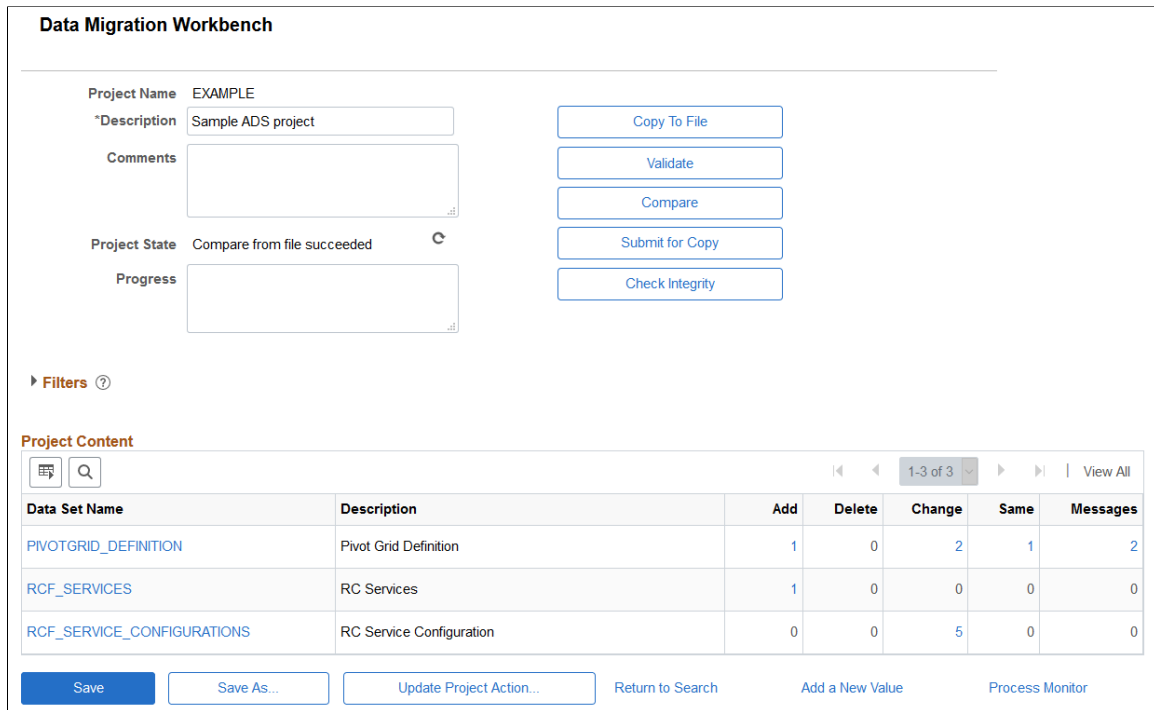 Data Migration Workbench
Project Name EXAMPLE
*Description Sample ADS project
Copy To File
Comments
Validate
Compare
Project State Compare from file succeeded
Submit for Copy
Progress
Check Integrity
Filters ?
Project Content
1-3 of 3 | View All
Data Set Name Description Add Delete Change Same Messages
PIVOTGRID_DEFINITION Pivot Grid Definition 1 0 2 1 2
RCF_SERVICES RC Services 1 0 0 0 0
RCF_SERVICE_CONFIGURATIONS RC Service Configuration 0 0 5 0 0
Save Save As... Update Project Action... Return to Search Add a New Value Process Monitor